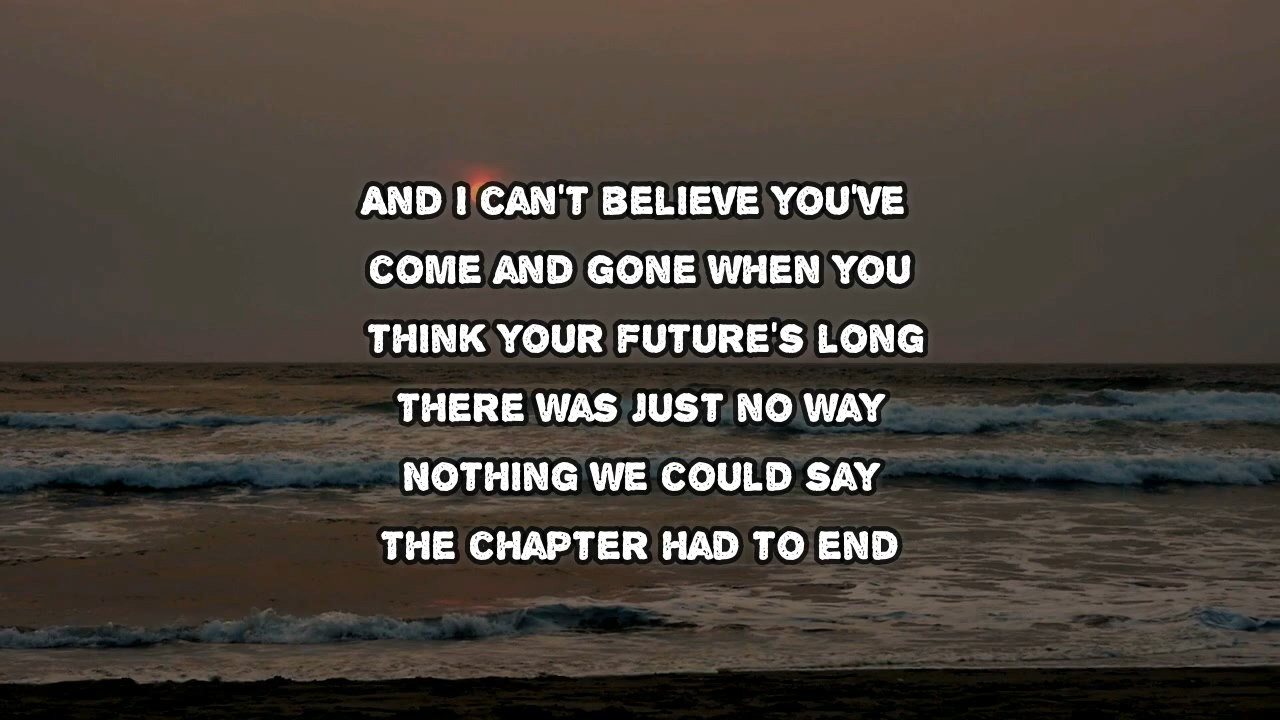 AND I CAN'T BELIEVE YOU'VE
COME AND GONE WHEN YOU
THINK YOUR FUTURE'S LONG
THERE WAS JUST NO WAY
NOTHING WE COULD SAY
THE CHAPTER HAD TO END